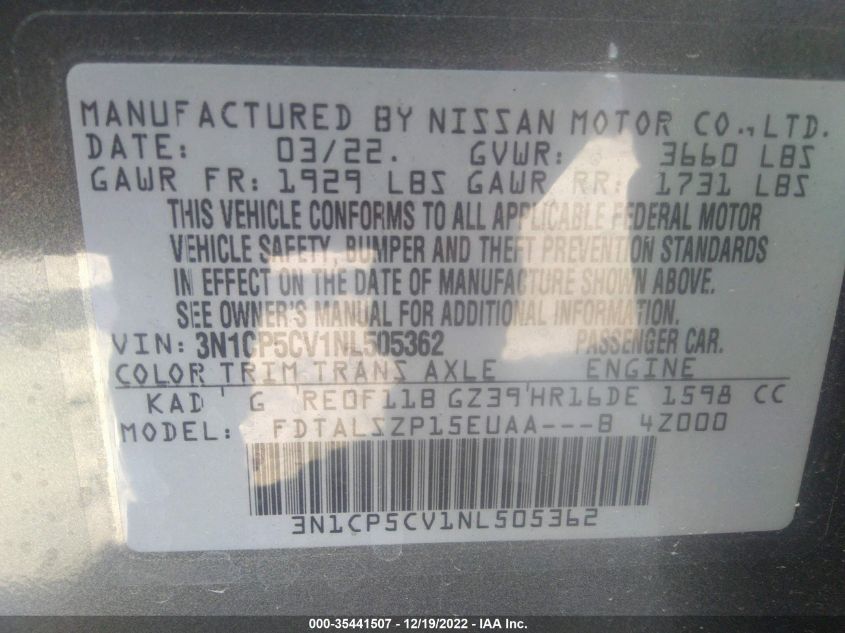 MANUFACTURED BY NISSAN MOTOR CO.,LTD.
DATE: 03/22. GVWR: 3660 LBS
GAWR FR: 1929 LBS GAWR RR: 1731 LBS
THIS VEHICLE CONFORMS TO ALL APPLICABLE FEDERAL MOTOR
VEHICLE SAFETY, BUMPER AND THEFT PREVENTION STANDARDS
IN EFFECT ON THE DATE OF MANUFACTURE SHOWN ABOVE.
SEE OWNER'S MANUAL FOR ADDITIONAL INFORMATION.
VIN: 3N1CP5CV1NL505362 PASSENGER CAR.
COLOR TRIM TRANS AXLE ENGINE
KAD G RE0F11B GZ39 HR16DE 1598 CC
MODEL: FDTALSZP15EUAA---B 4Z000
3N1CP5CV1NL505362
000-35441507 - 12/19/2022 - IAA Inc.